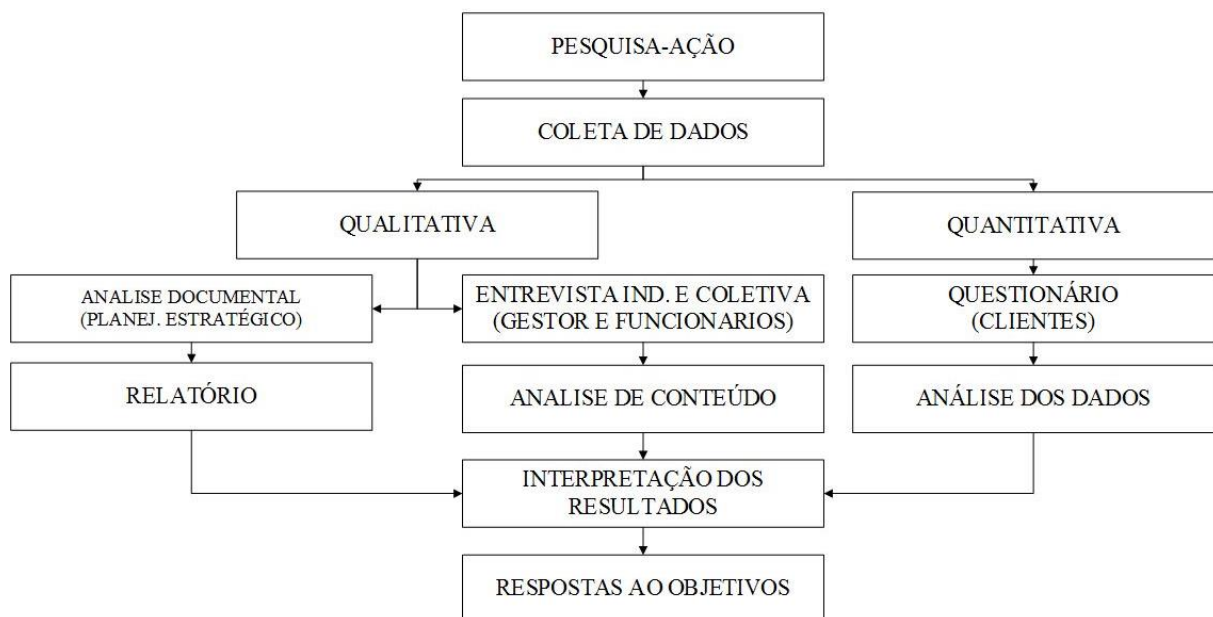 PESQUISA-AÇÃO
COLETA DE DADOS
QUALITATIVA
QUANTITATIVA
ANALISE DOCUMENTAL
(PLANEJ. ESTRATÉGICO)
ENTREVISTA IND. E COLETIVA
(GESTOR E FUNCIONARIOS)
QUESTIONÁRIO
(CLIENTES)
RELATÓRIO
ANALISE DE CONTEÚDO
ANÁLISE DOS DADOS
INTERPRETAÇÃO DOS
RESULTADOS
RESPOSTAS AO OBJETIVOS